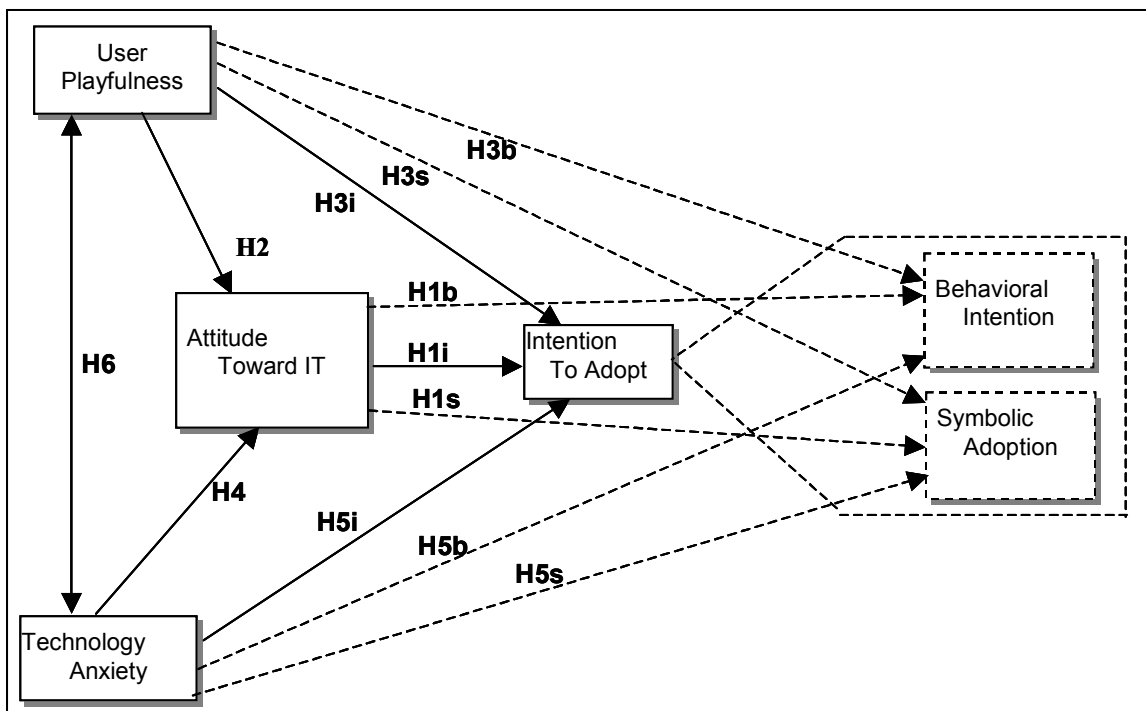 User
Playfulness
H3b
H3s
H3i
H2
H1b
Behavioral
Intention
Attitude
Toward IT
H1i
Intention
To Adopt
H6
H1s
Symbolic
Adoption
H4
H5i
H5b
H5s
Technology
Anxiety